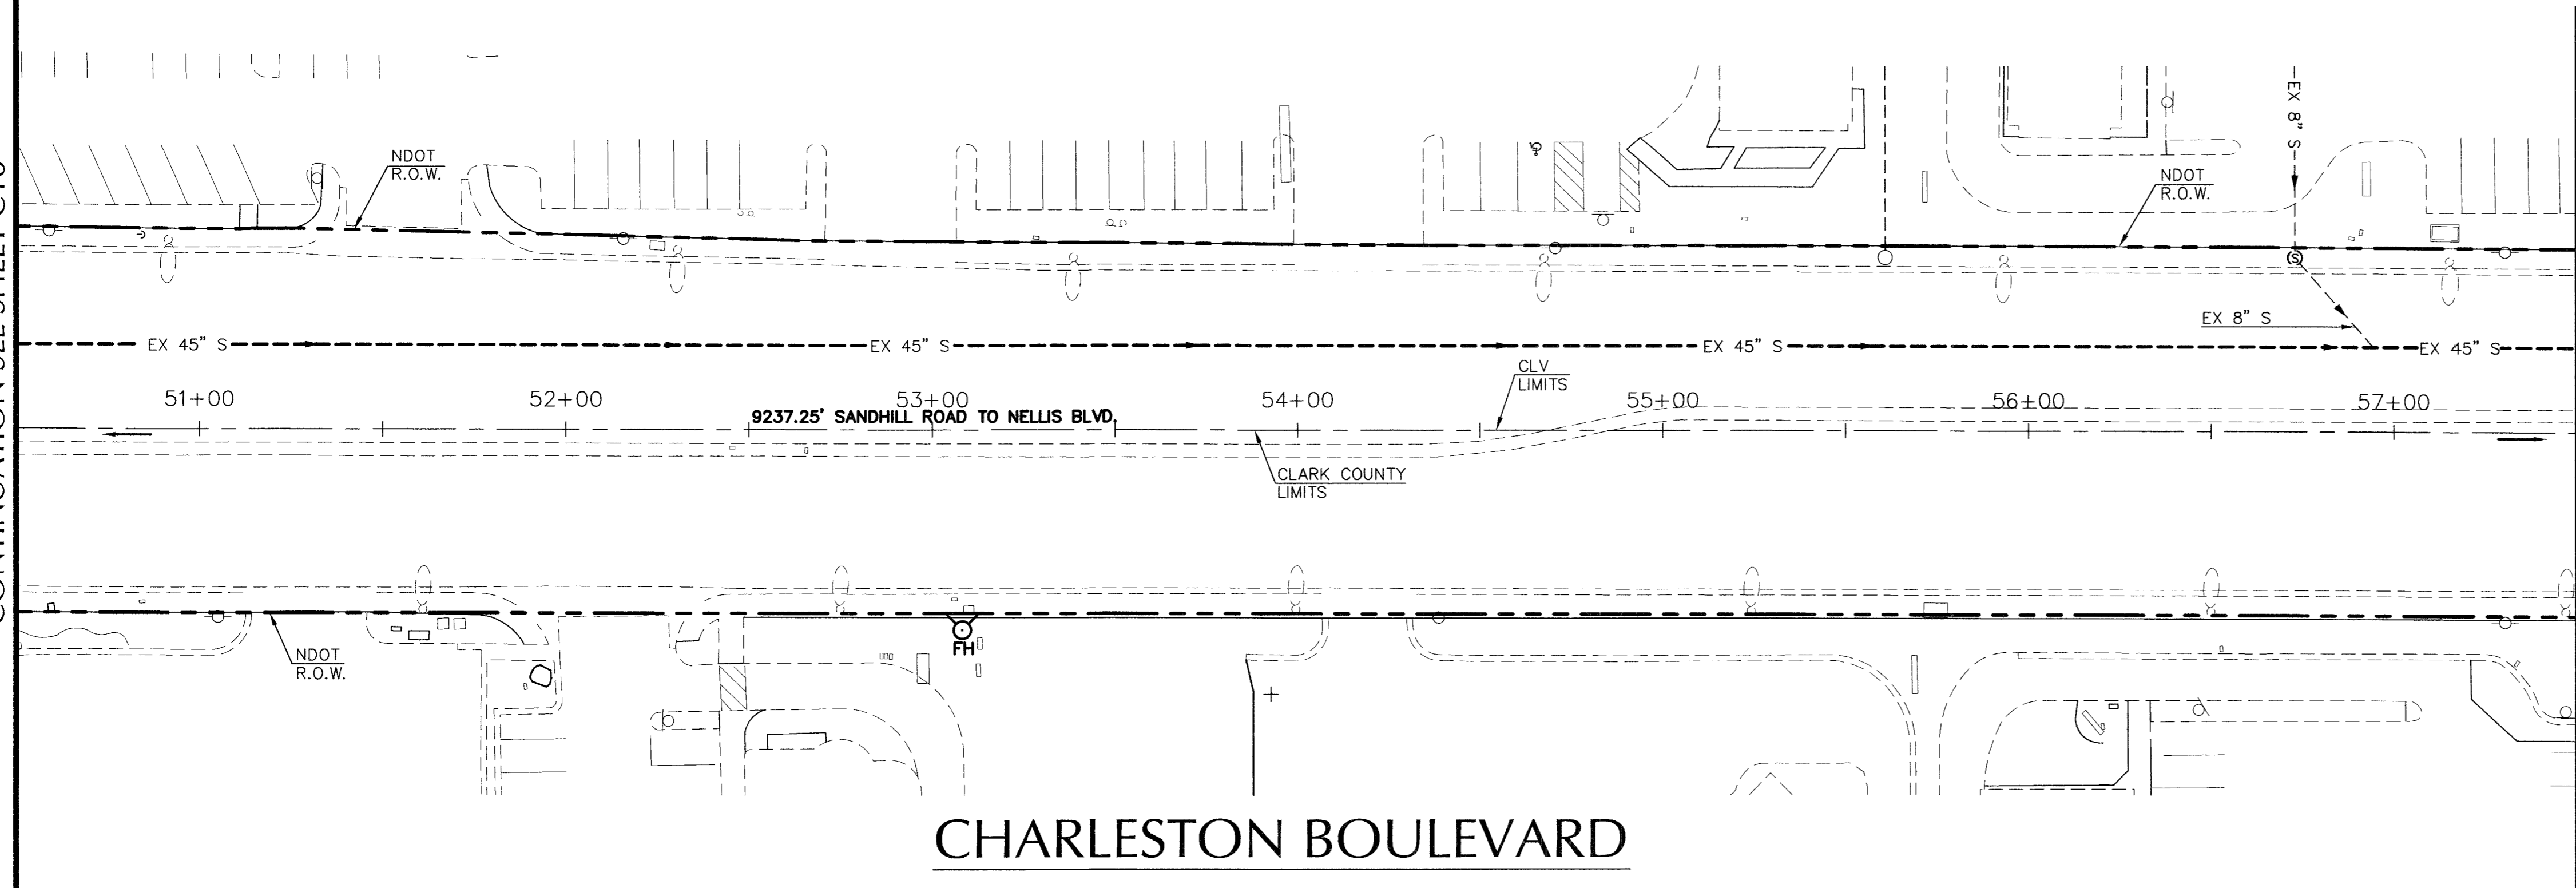 NDOT
R.O.W.
EX 8" S
NDOT
R.O.W.
S
EX 8" S
EX 45" S
EX 45" S
EX 45" S
EX 45" S
CLV
LIMITS
51+00
52+00
53+00
54+00
55+00
56+00
57+00
9237.25' SANDHILL ROAD TO NELLIS BLVD.
CLARK COUNTY
LIMITS
FH
NDOT
R.O.W.
CHARLESTON BOULEVARD